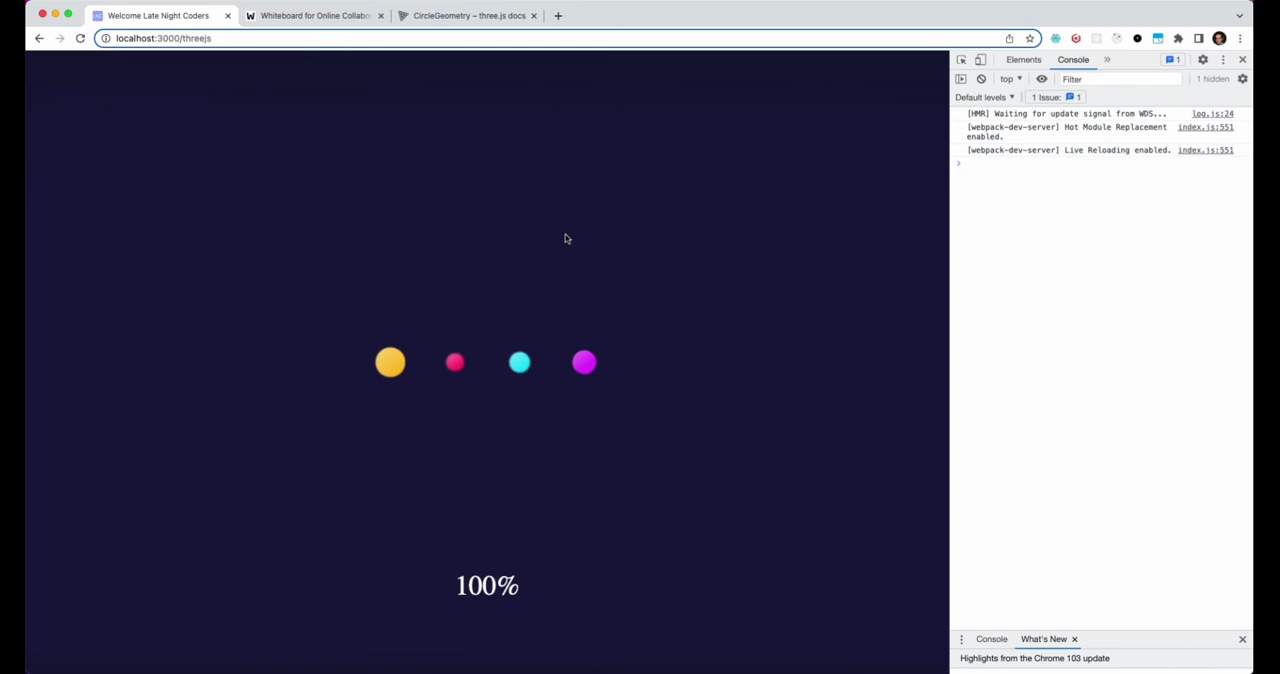 Welcome Late Night Coders
Whiteboard for Online Collabo
CircleGeometry – three.js docs
localhost:3000/threejs
Elements
Console
1
top
Filter
1 hidden
Default levels
1 Issue:
1
[HMR] Waiting for update signal from WDS...
log.js:24
[webpack-dev-server] Hot Module Replacement
index.js:551
enabled.
[webpack-dev-server] Live Reloading enabled.
index.js:551
100%
Console
What's New
Highlights from the Chrome 103 update